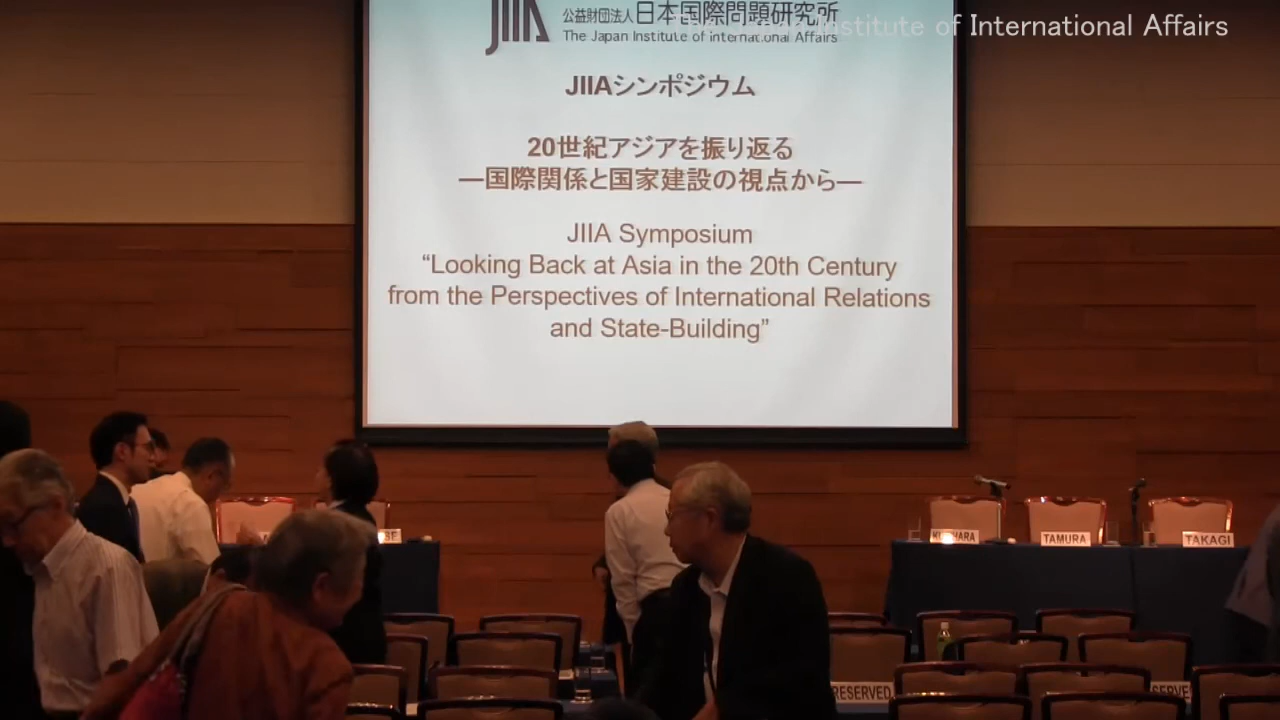 The Japan Institute of International Affairs
JIIA 公益財団法人 日本国際問題研究所
The Japan Institute of International Affairs
JIIAシンポジウム
20世紀アジアを振り返る
―国際関係と国家建設の視点から―
JIIA Symposium
“Looking Back at Asia in the 20th Century
from the Perspectives of International Relations
and State-Building”
TAMURA
TAKAGI
RESERVED
RESERVE